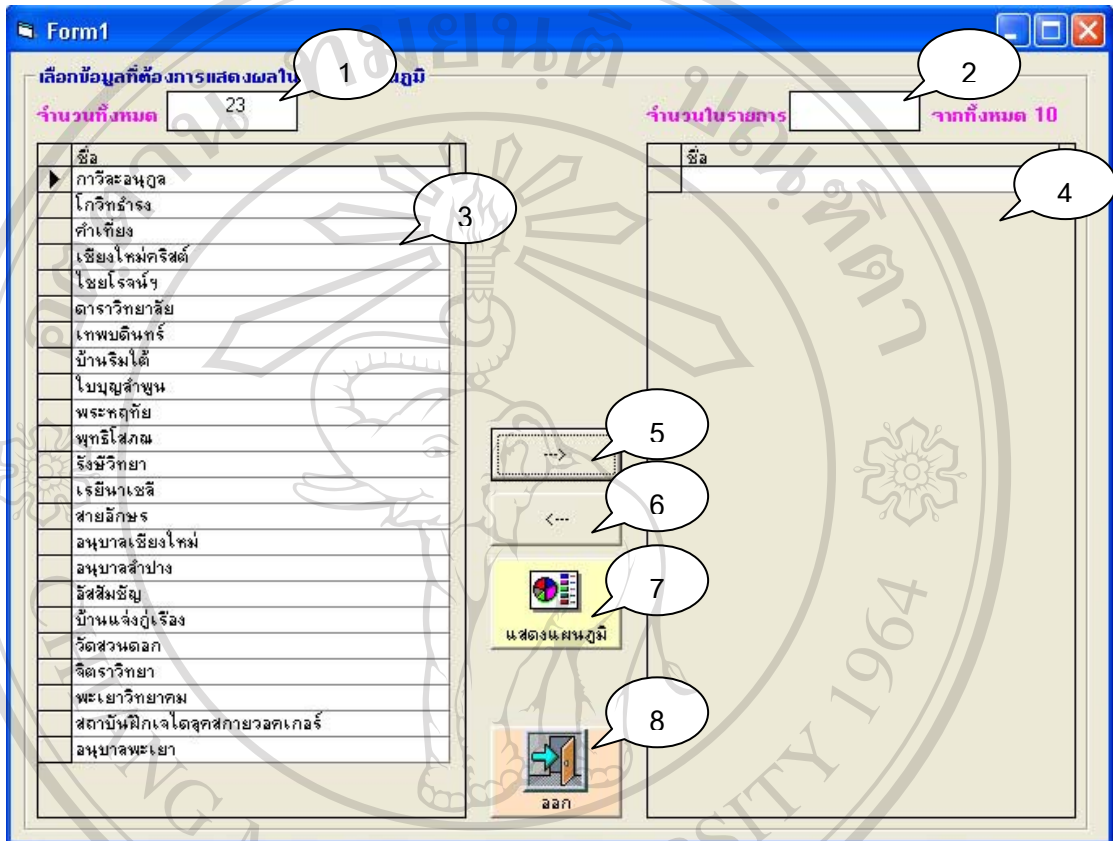 Form1
เลือกข้อมูลที่ต้องการแสดงผลใน
นภูมิ
1
2
จำนวนทั้งหมด 23
จำนวนในรายการ
จากทั้งหมด 10
ชื่อ
กาวีละอนุกูล
โกวิทธำรง
คำเที่ยง
เชียงใหม่คริสต์
ไชยโรจน์ฯ
ดาราวิทยาลัย
เทพบดินทร์
บ้านริมใต้
ใบบุญลำพูน
พระหฤทัย
พุทธิโสภณ
รังษีวิทยา
เรยีนาเชลี
สายอักษร
อนุบาลเชียงใหม่
อนุบาลลำปาง
อัสสัมชัญ
บ้านแจ่งกู่เรือง
วัดสวนดอก
จิตราวิทยา
พะเยาวิทยาคม
สถาบันฝึกเจไดลุคสกายวอคเกอร์
อนุบาลพะเยา
3
ชื่อ
4
--->
5
<---
6
แสดงแผนภูมิ
7
ออก
8
UNIVERSITY 1964